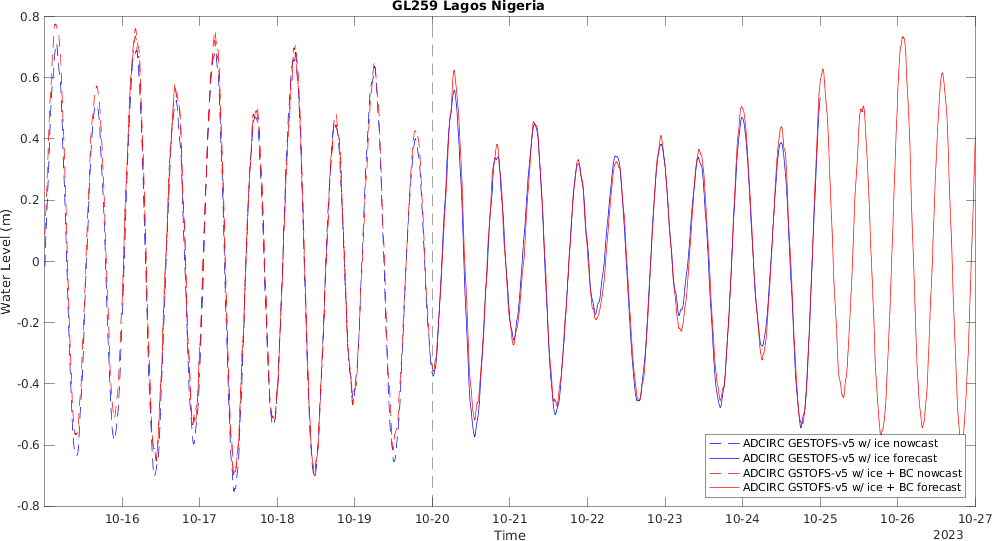 GL259 Lagos Nigeria
0.8
0.6
0.4
0.2
0
-0.2
-0.4
-0.6
-0.8
Water Level (m)
10-16 10-17 10-18 10-19 10-20 10-21 10-22 10-23 10-24 10-25 10-26 10-27
Time
2023
ADCIRC GESTOFS-v5 w/ ice nowcast
ADCIRC GESTOFS-v5 w/ ice forecast
ADCIRC GSTOFS-v5 w/ ice + BC nowcast
ADCIRC GSTOFS-v5 w/ ice + BC forecast